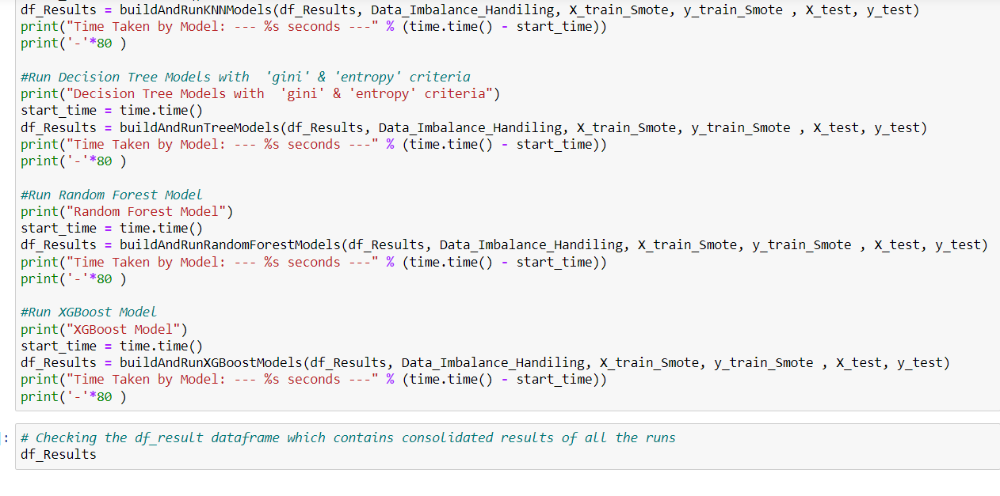 df_Results = buildAndRunKNNModels(df_Results, Data_Imbalance_Handiling, X_train_Smote, y_train_Smote , X_test, y_test)
print("Time Taken by Model: --- %s seconds ---" % (time.time() - start_time))
print('-'*80 )
#Run Decision Tree Models with  'gini' & 'entropy' criteria
print("Decision Tree Models with  'gini' & 'entropy' criteria")
start_time = time.time()
df_Results = buildAndRunTreeModels(df_Results, Data_Imbalance_Handiling, X_train_Smote, y_train_Smote , X_test, y_test)
print("Time Taken by Model: --- %s seconds ---" % (time.time() - start_time))
print('-'*80 )
#Run Random Forest Model
print("Random Forest Model")
start_time = time.time()
df_Results = buildAndRunRandomForestModels(df_Results, Data_Imbalance_Handiling, X_train_Smote, y_train_Smote , X_test, y_test)
print("Time Taken by Model: --- %s seconds ---" % (time.time() - start_time))
print('-'*80 )
#Run XGBoost Model
print("XGBoost Model")
start_time = time.time()
df_Results = buildAndRunXGBoostModels(df_Results, Data_Imbalance_Handiling, X_train_Smote, y_train_Smote , X_test, y_test)
print("Time Taken by Model: --- %s seconds ---" % (time.time() - start_time))
print('-'*80 )
]: # Checking the df_result dataframe which contains consolidated results of all the runs
df_Results